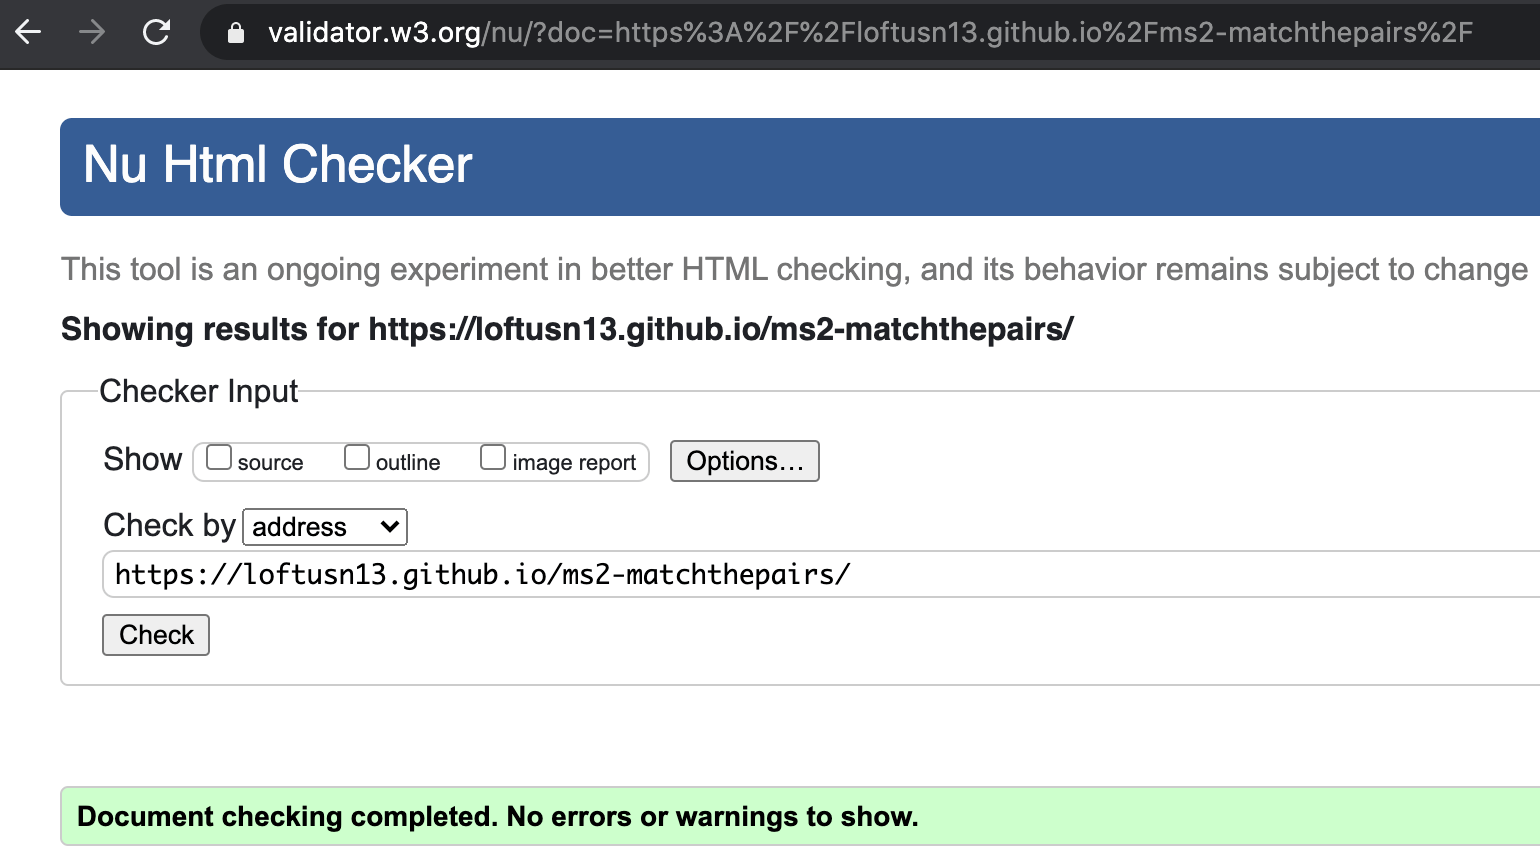 validator.w3.org/nu/?doc=https%3A%2F%2Floftusn13.github.io%2Fms2-matchthepairs%2F
Nu Html Checker
This tool is an ongoing experiment in better HTML checking, and its behavior remains subject to change
Showing results for https://loftusn13.github.io/ms2-matchthepairs/
Checker Input
Show source outline image report Options...
Check by address
https://loftusn13.github.io/ms2-matchthepairs/
Check
Document checking completed. No errors or warnings to show.